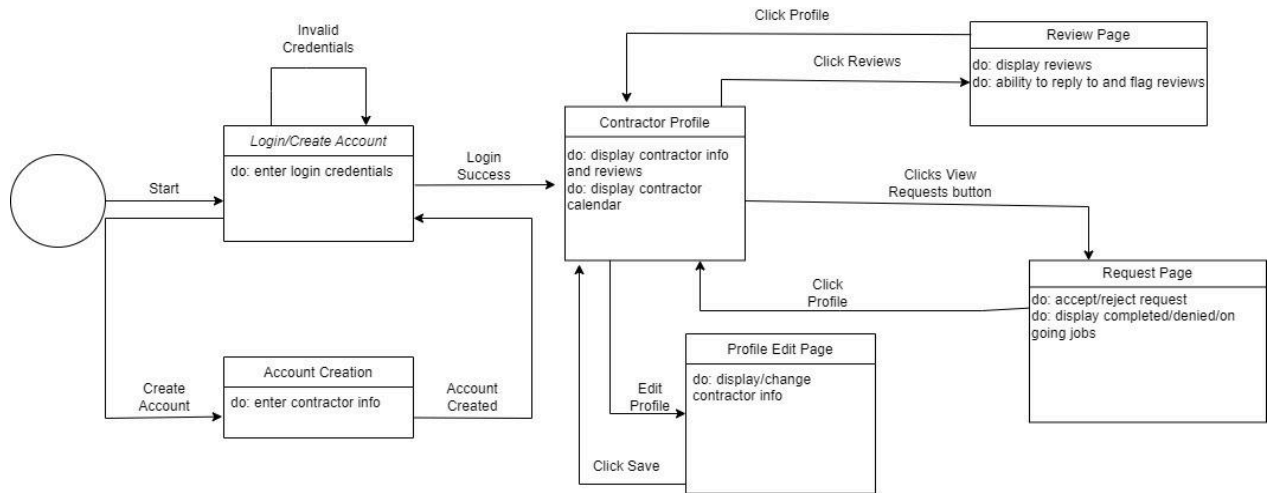 Click Profile
Invalid
Credentials
Review Page
do: display reviews
do: ability to reply to and flag reviews
Click Reviews
Login/Create Account
do: enter login credentials
Start
Login
Success
Contractor Profile
do: display contractor info
and reviews
do: display contractor
calendar
Clicks View
Requests button
Request Page
do: accept/reject request
do: display completed/denied/on
going jobs
Click
Profile
Profile Edit Page
do: display/change
contractor info
Edit
Profile
Click Save
Account Creation
do: enter contractor info
Create
Account
Account
Created